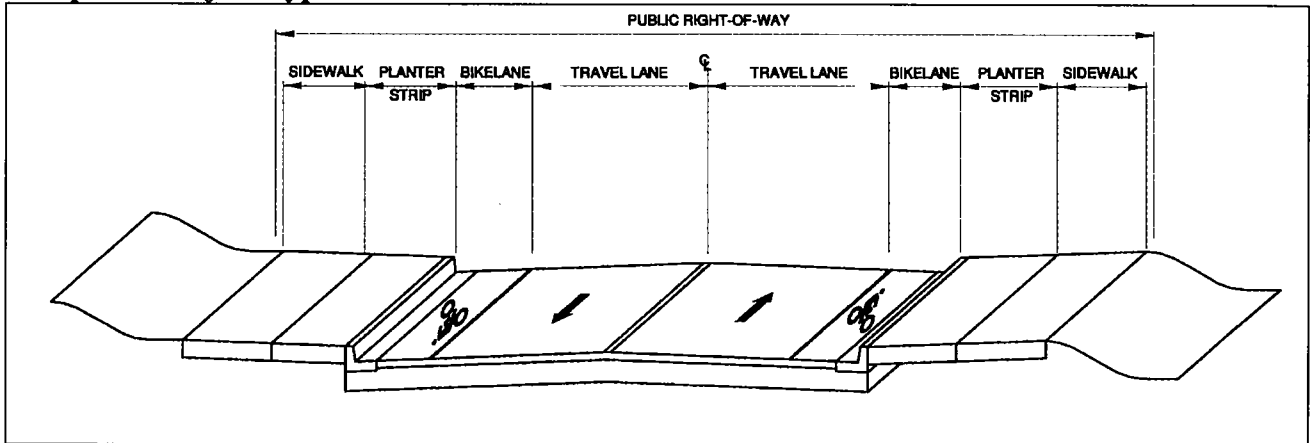 PUBLIC RIGHT-OF-WAY
SIDEWALK PLANTER STRIP BIKELANE TRAVEL LANE ℄ TRAVEL LANE BIKELANE PLANTER STRIP SIDEWALK